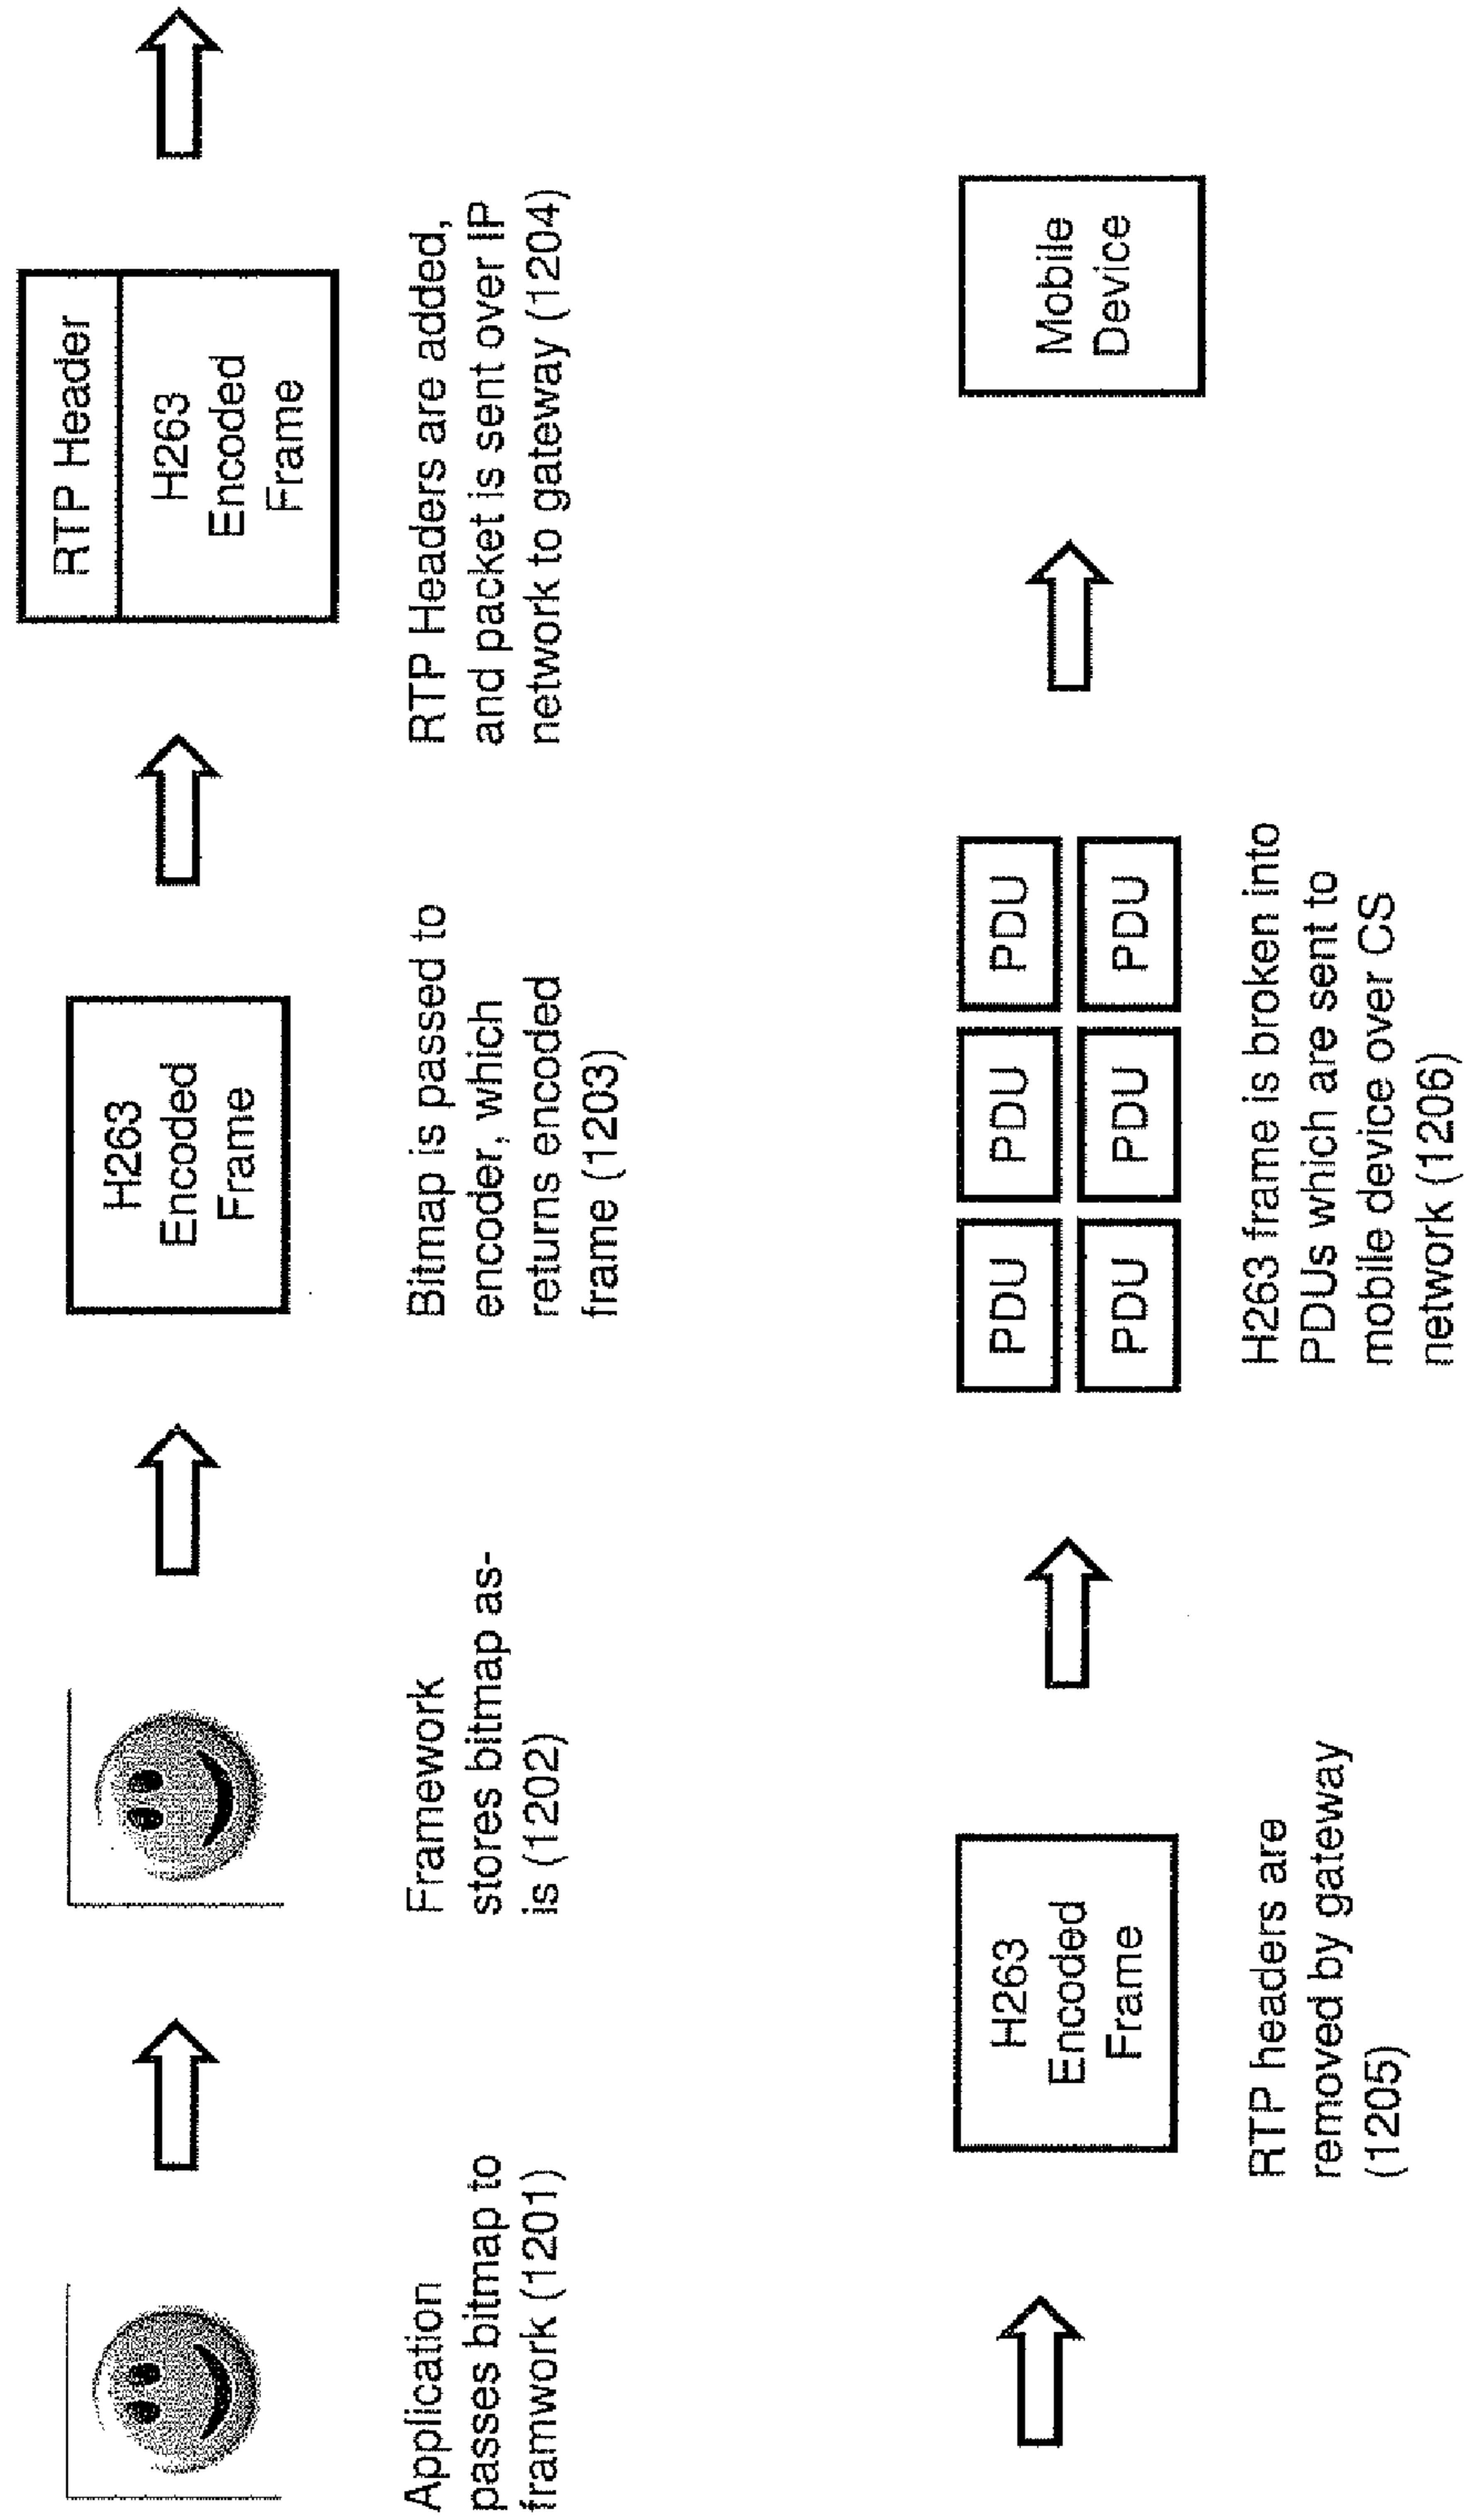 Application
passes bitmap to
framwork (1201)
Framework
stores bitmap as-
is (1202)
H263
Encoded
Frame
Bitmap is passed to
encoder, which
returns encoded
frame (1203)
RTP Header
H263
Encoded
Frame
RTP Headers are added,
and packet is sent over IP
network to gateway (1204)
H263
Encoded
Frame
RTP headers are
removed by gateway
(1205)
PDU PDU PDU
PDU PDU PDU
H263 frame is broken into
PDUs which are sent to
mobile device over CS
network (1206)
Mobile
Device